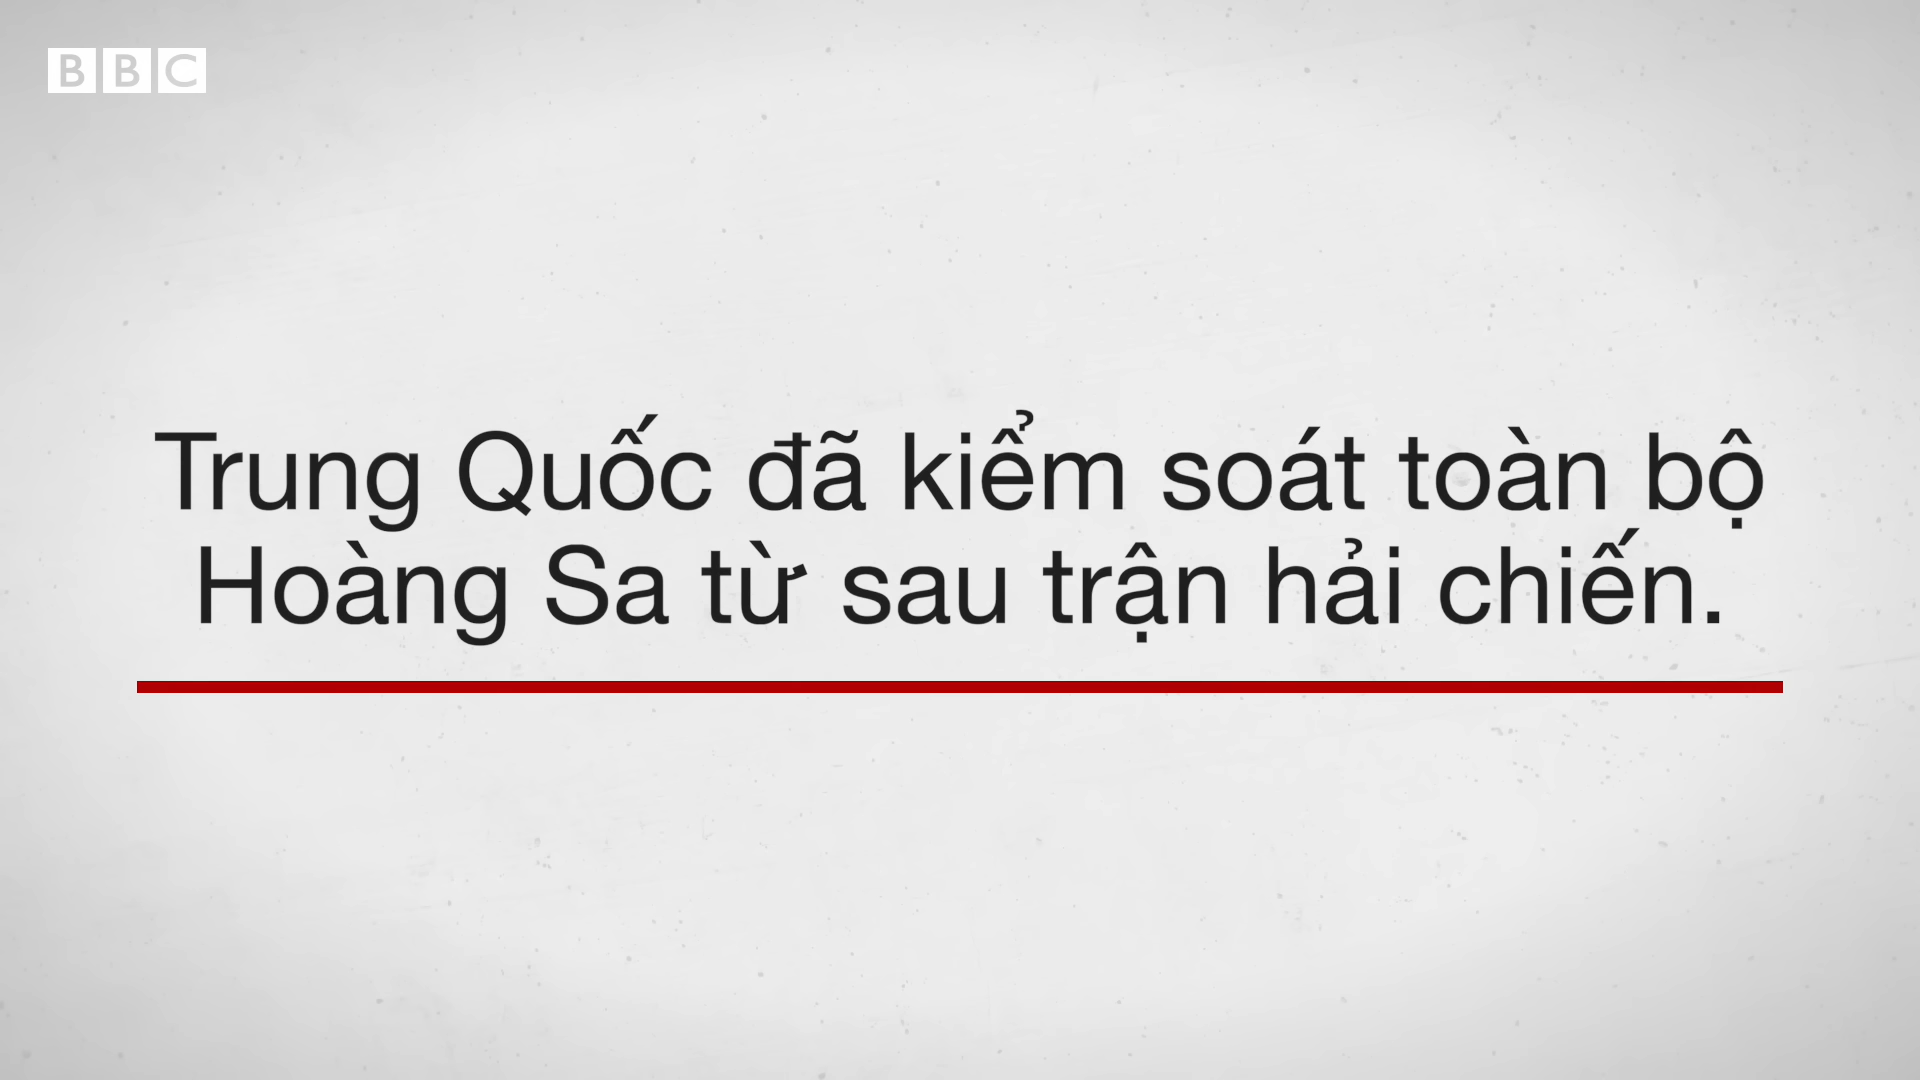 BBC
Trung Quốc đã kiểm soát toàn bộ
Hoàng Sa từ sau trận hải chiến.